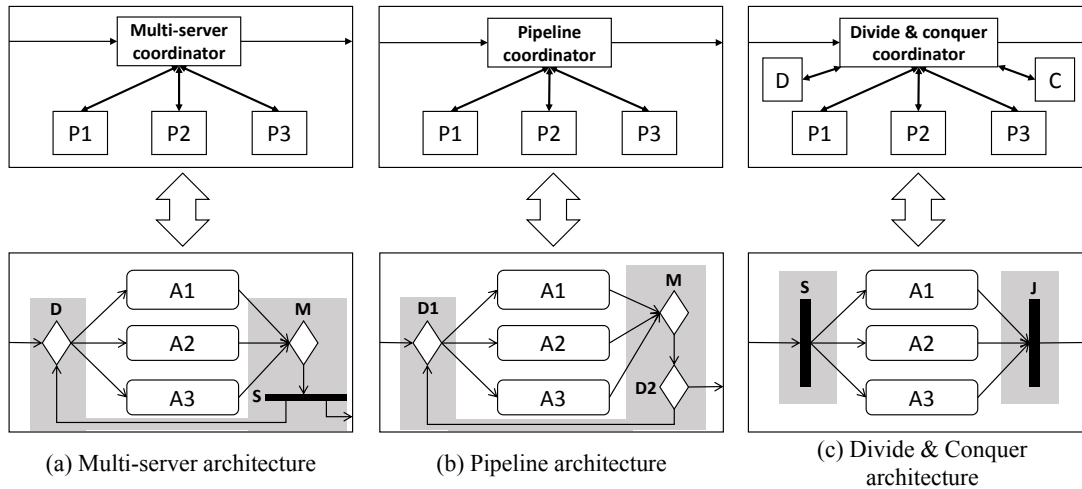 Multi-server
coordinator
P1 P2 P3
Pipeline
coordinator
P1 P2 P3
Divide & conquer
coordinator
D C
P1 P2 P3
D
A1
A2
A3
M
S
D1
A1
A2
A3
M
D2
S
A1
A2
A3
J
(a) Multi-server architecture
(b) Pipeline architecture
(c) Divide & Conquer
architecture